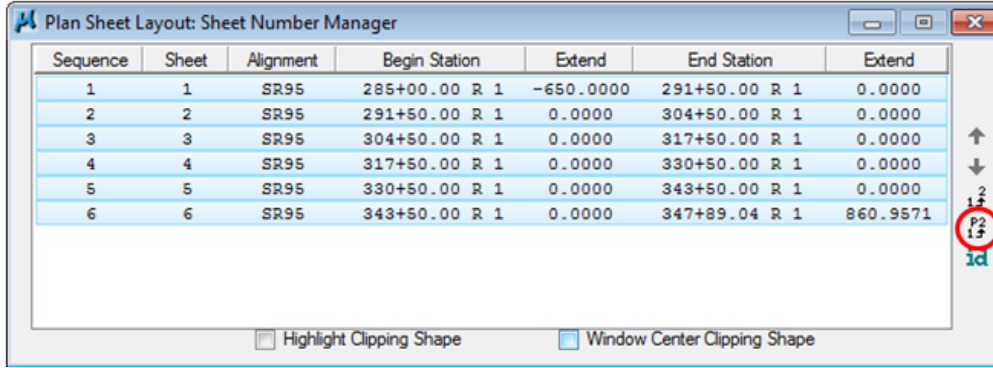 Plan Sheet Layout: Sheet Number Manager
Sequence Sheet Alignment Begin Station Extend End Station Extend
1 1 SR95 285+00.00 R 1 -650.0000 291+50.00 R 1 0.0000
2 2 SR95 291+50.00 R 1 0.0000 304+50.00 R 1 0.0000
3 3 SR95 304+50.00 R 1 0.0000 317+50.00 R 1 0.0000
4 4 SR95 317+50.00 R 1 0.0000 330+50.00 R 1 0.0000
5 5 SR95 330+50.00 R 1 0.0000 343+50.00 R 1 0.0000
6 6 SR95 343+50.00 R 1 0.0000 347+89.04 R 1 860.9571
1 2
P2
1
id
Highlight Clipping Shape Window Center Clipping Shape